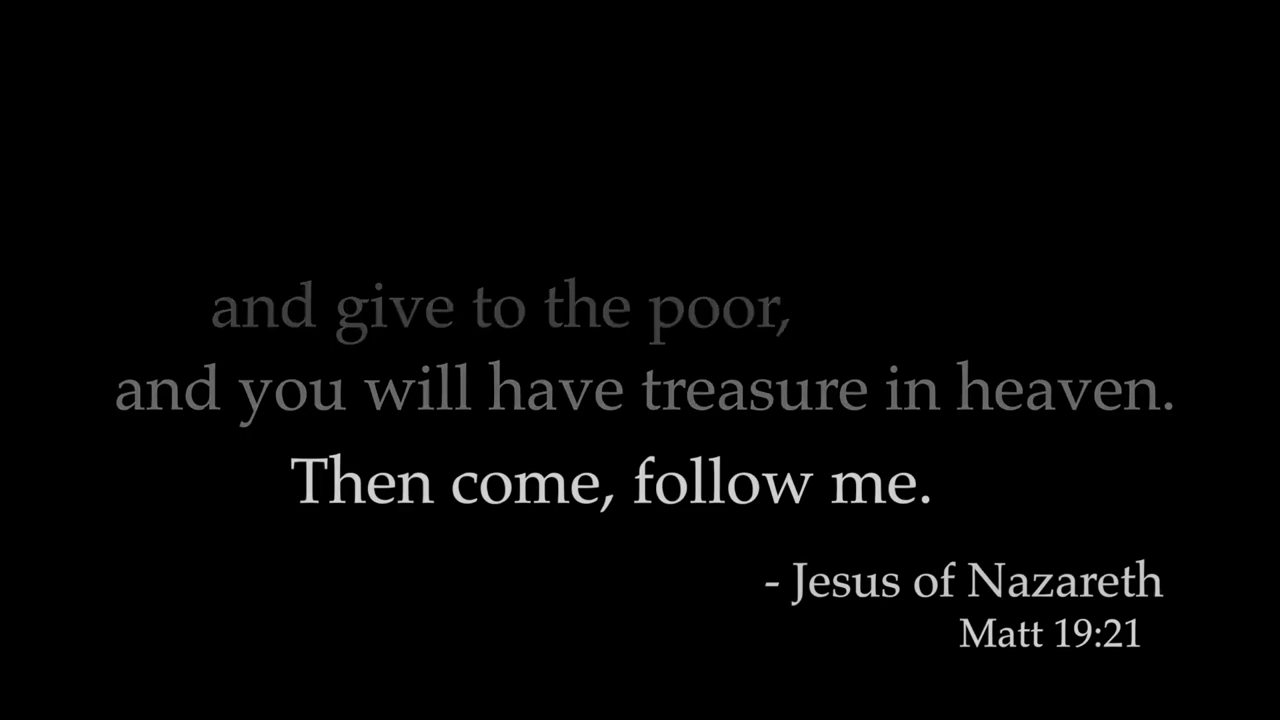 and give to the poor,
and you will have treasure in heaven.
Then come, follow me.
- Jesus of Nazareth
Matt 19:21